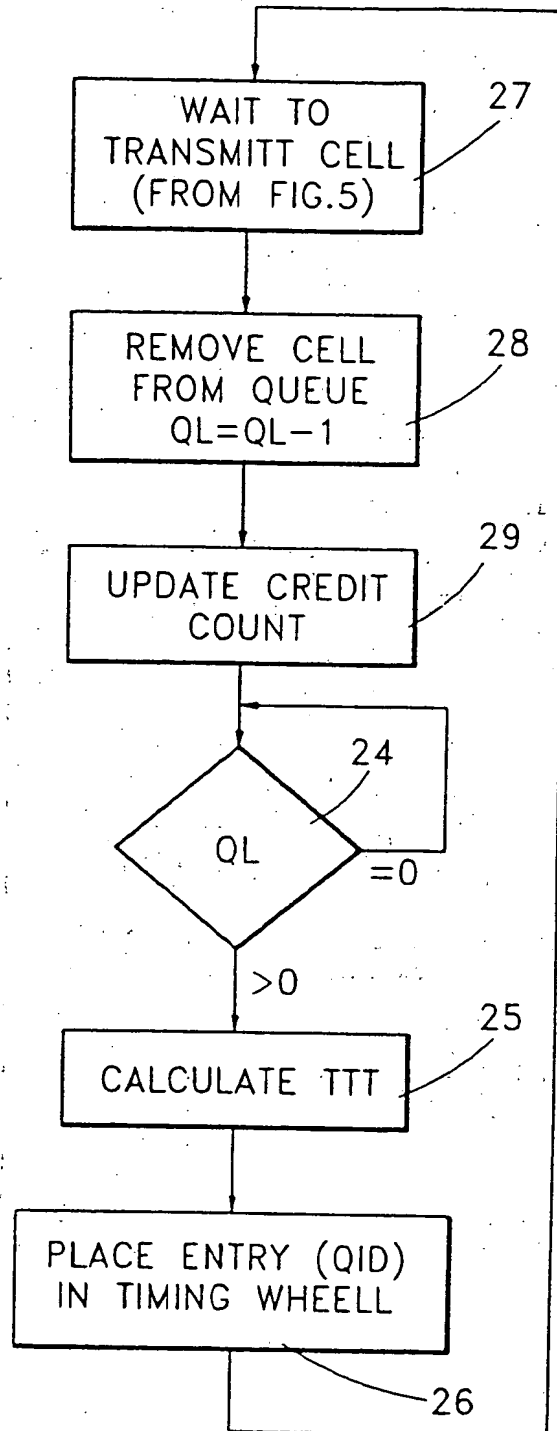 WAIT TO
TRANSMITT CELL
(FROM FIG.5)
27
REMOVE CELL
FROM QUEUE
QL=QL-1
28
UPDATE CREDIT
COUNT
29
QL
24
=0
>0
CALCULATE TTT
25
PLACE ENTRY (QID)
IN TIMING WHEELL
26